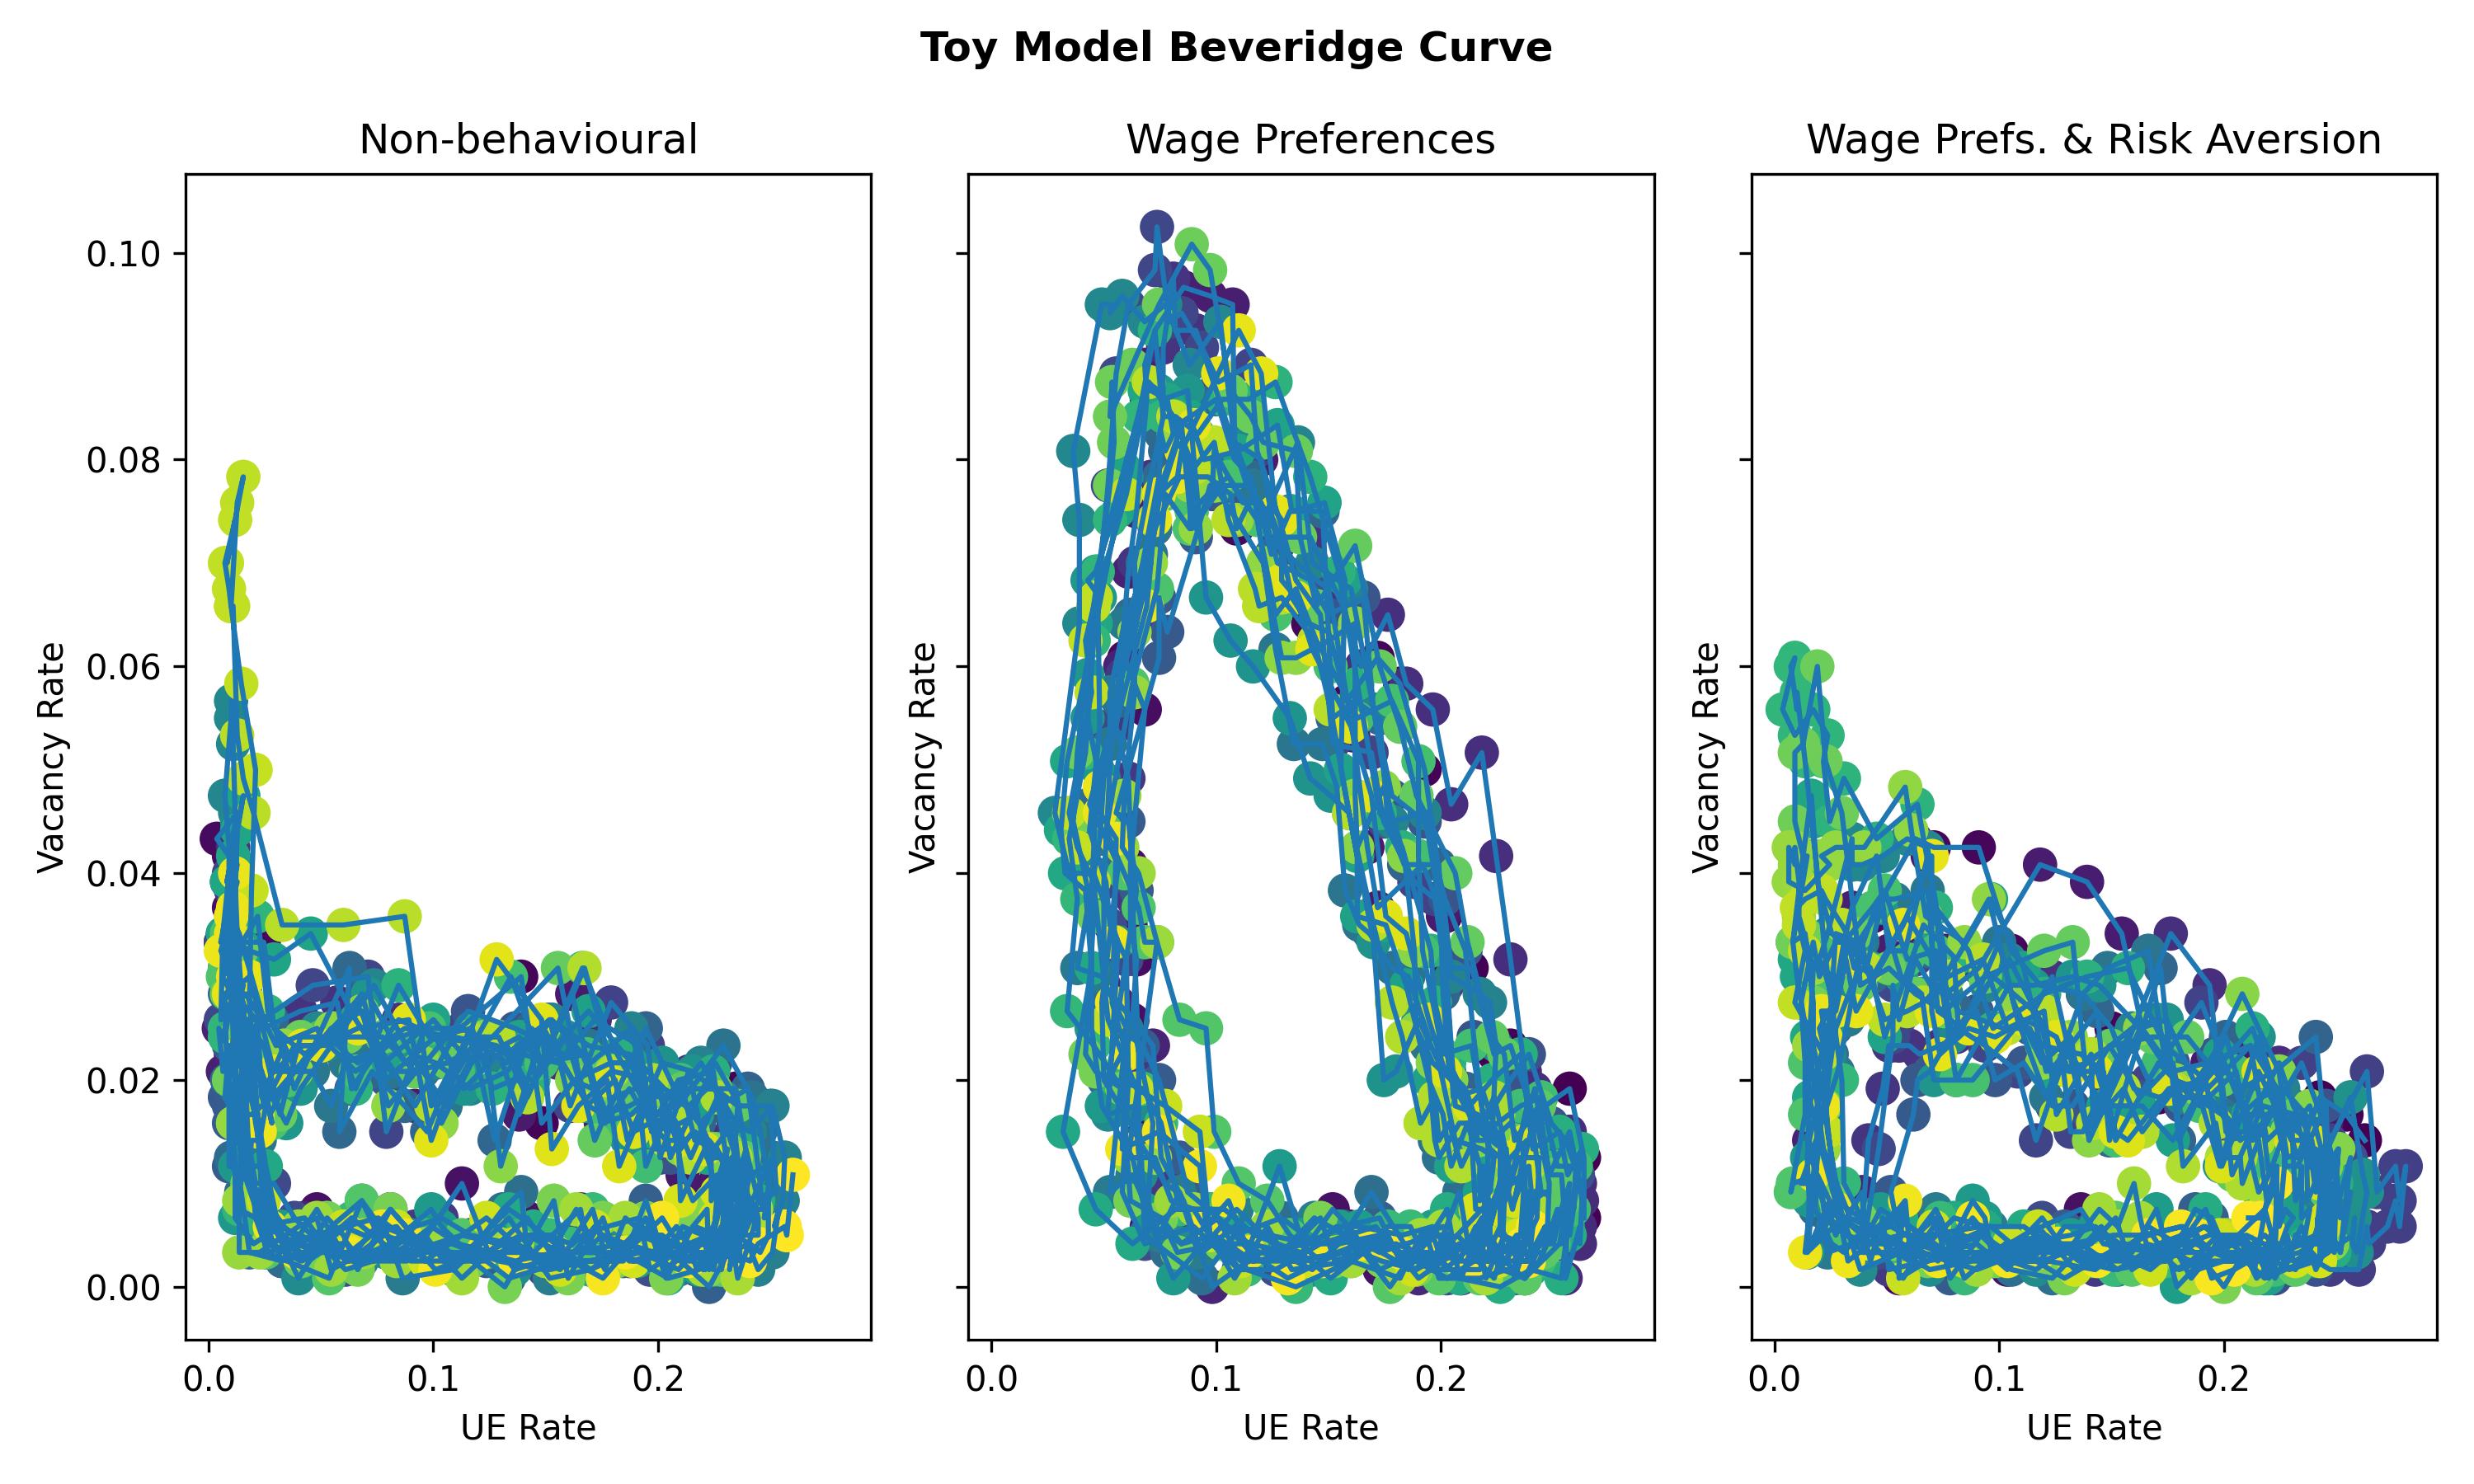 Toy Model Beveridge Curve
Non-behavioural
Wage Preferences
Wage Prefs. & Risk Aversion
Vacancy Rate
0.10
0.08
0.06
0.04
0.02
0.00
0.0
0.1
0.2
UE Rate
Vacancy Rate
0.0
0.1
0.2
UE Rate
Vacancy Rate
0.0
0.1
0.2
UE Rate